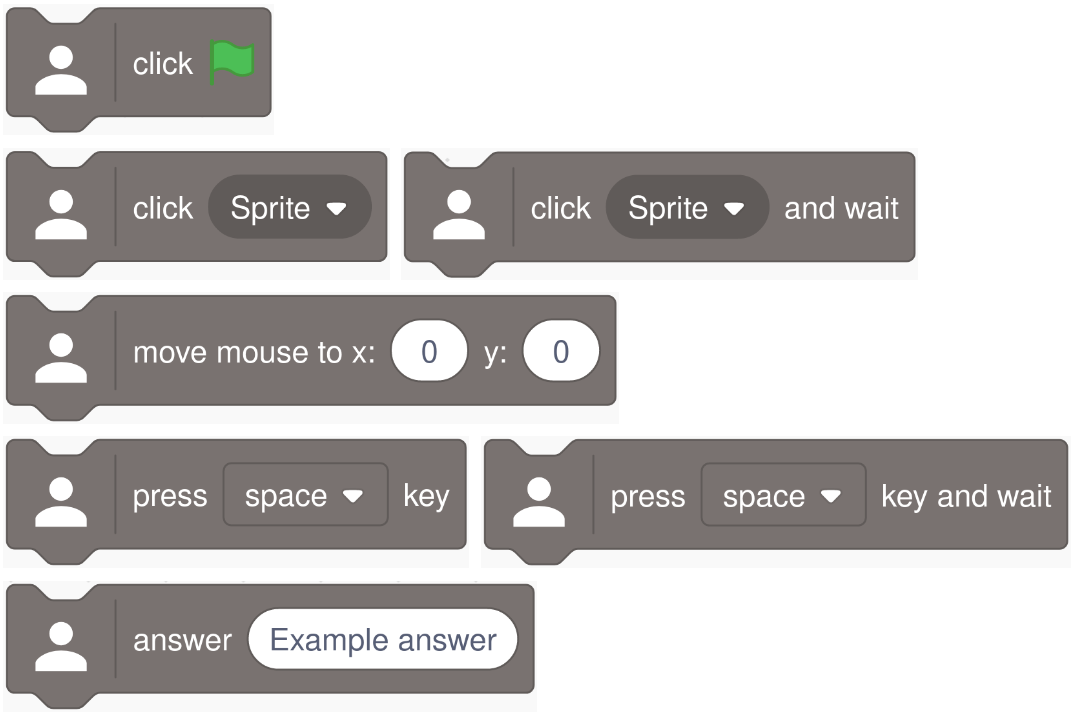 click
click Sprite click Sprite and wait
move mouse to x: 0 y: 0
press space key press space key and wait
answer Example answer